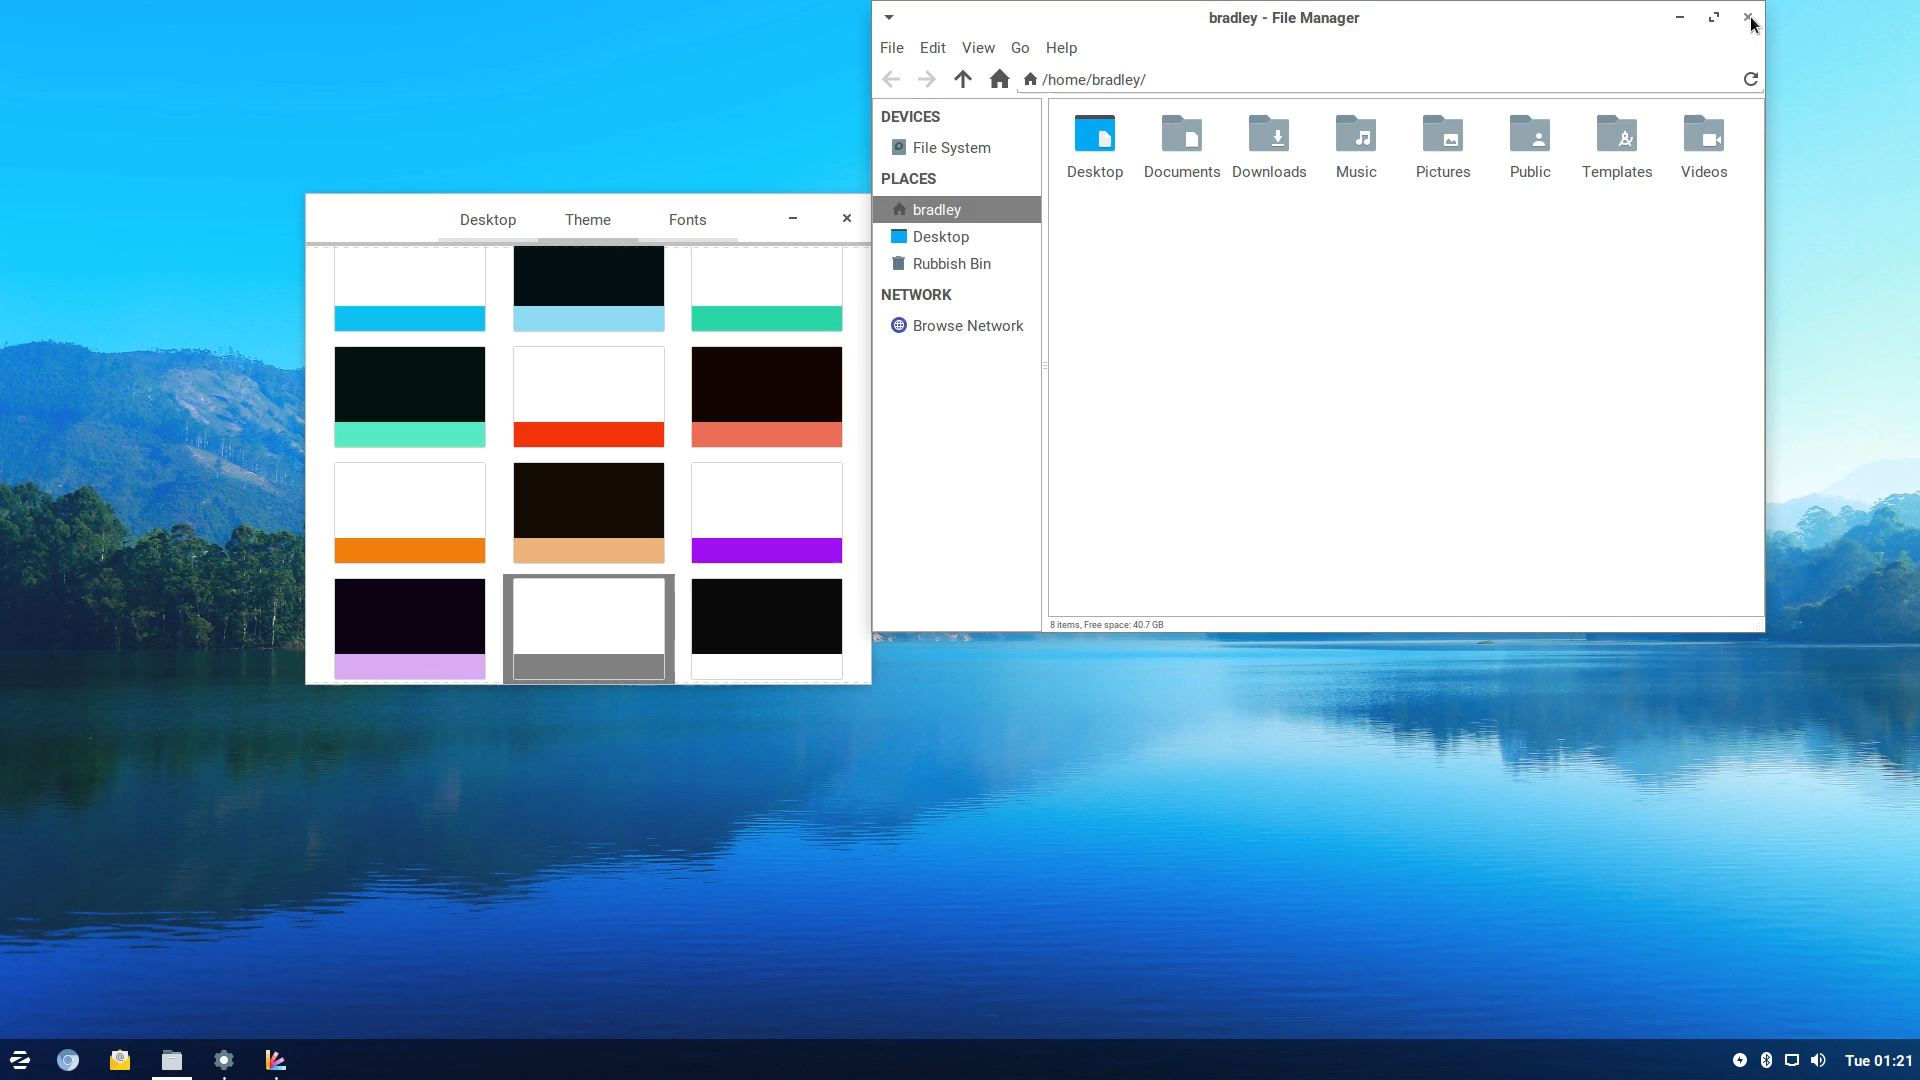 bradley - File Manager
File Edit View Go Help
/home/bradley/
DEVICES
File System
PLACES
bradley
Desktop
Rubbish Bin
NETWORK
Browse Network
Desktop Documents Downloads Music Pictures Public Templates Videos
8 items, Free space: 40.7 GB
Desktop Theme Fonts
Tue 01:21